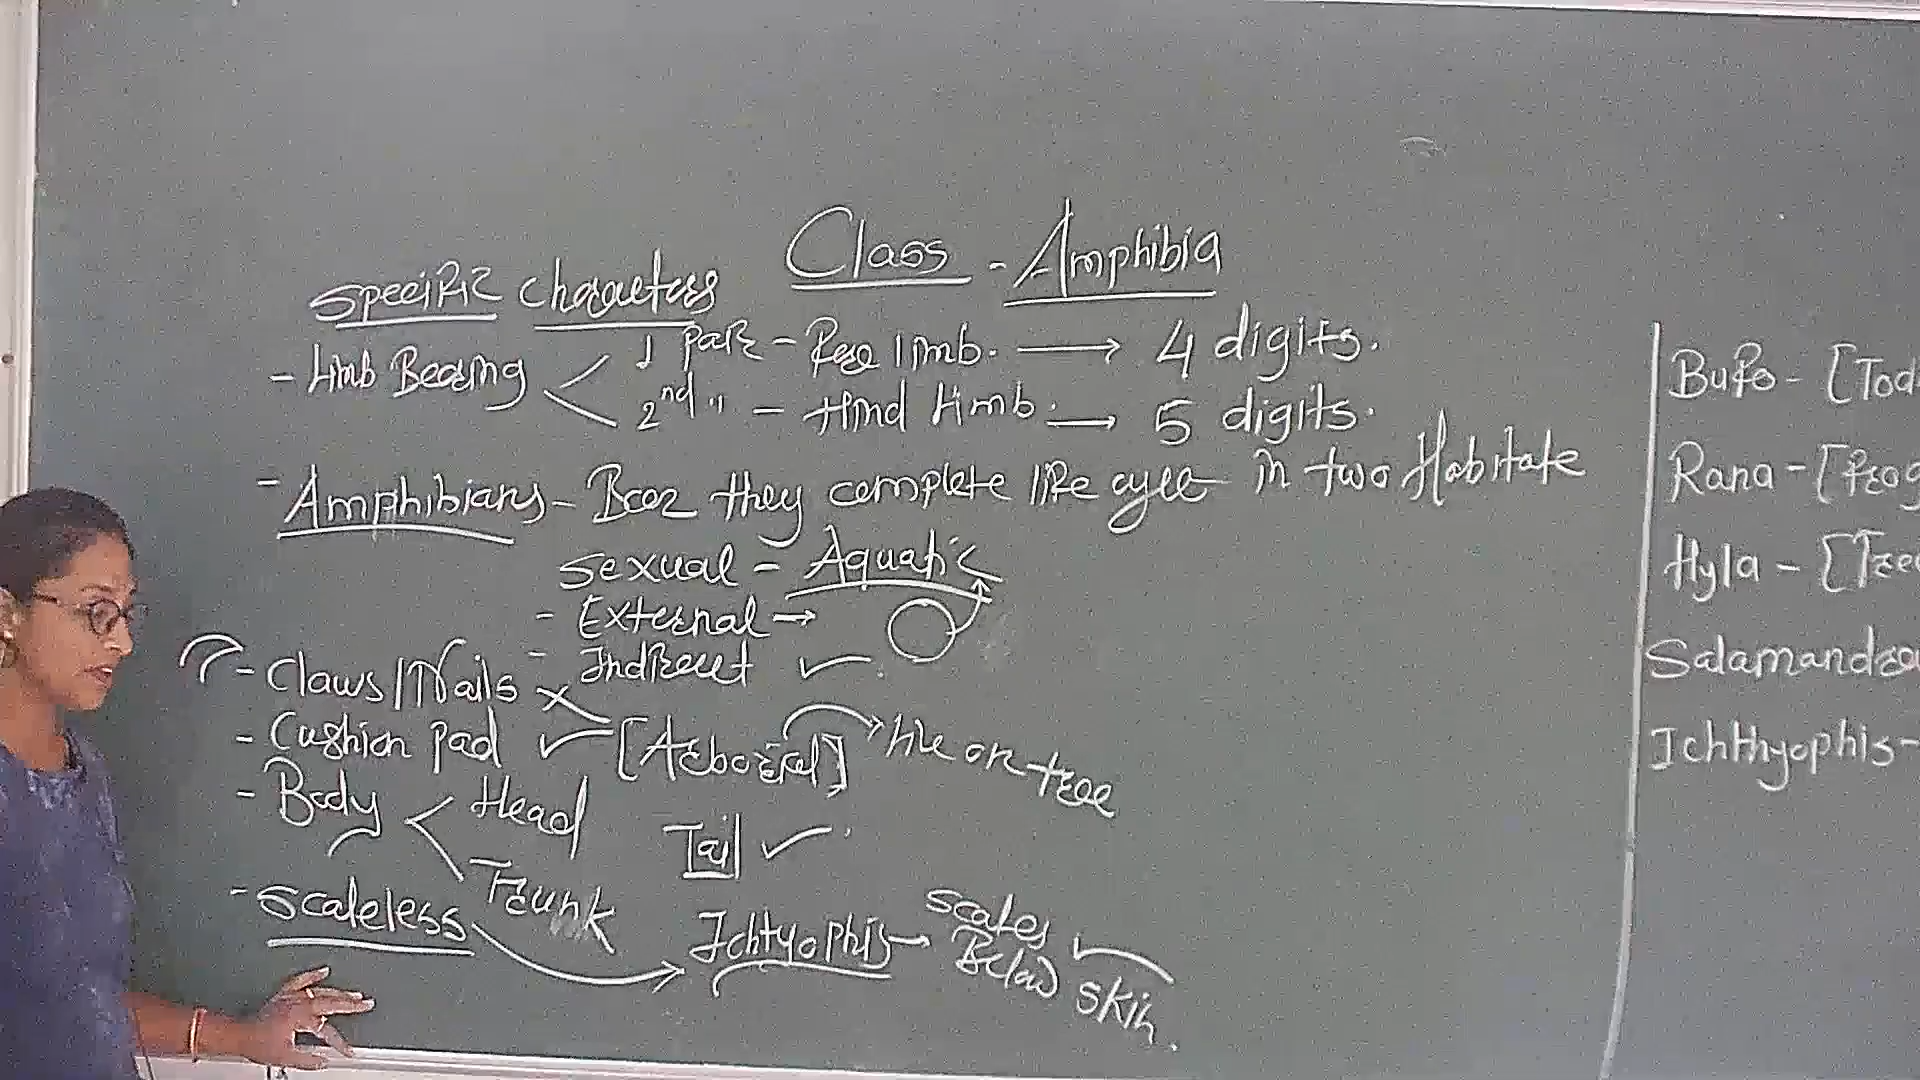 Class - Amphibia
Specific characters
- Limb Bearing
1 pair - Fore limb. → 4 digits.
2nd " - Hind limb. → 5 digits.
- Amphibians - Bcoz they complete life cycle in two Habitate
Sexual - Aquatic
- External →
- Indirect ✓
- Claws/Nails ×
- Cushion Pad ✓ [Arboreal] → live on tree
- Body
Head
Trunk
Tail ✓
- Scaleless → Ichtyophis → Scales Below skin.
Bufo - [Tod
Rana - [Frog
Hyla - [Tree
Salamander
Ichthyophis -